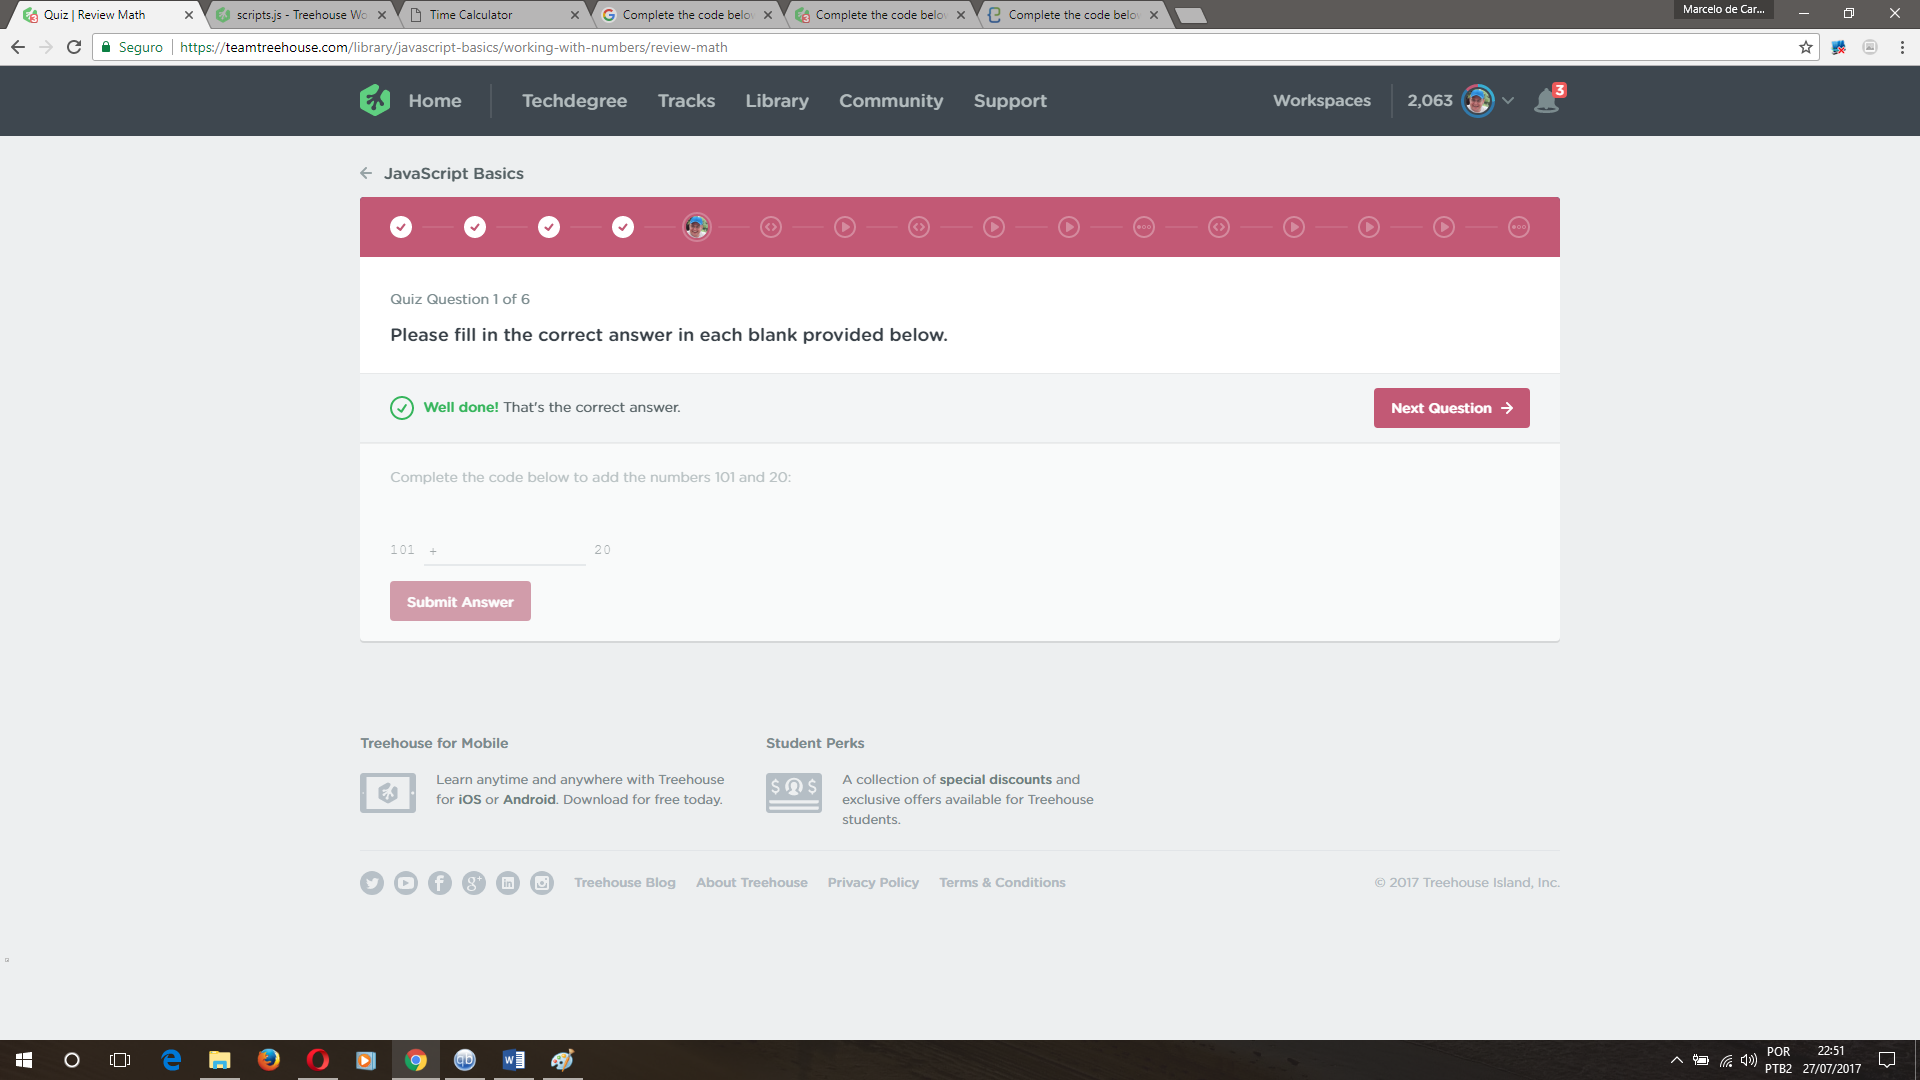 Quiz | Review Math
scripts.js - Treehouse Wo
Time Calculator
Complete the code below
Complete the code below
Complete the code below
Marcelo de Car...
Seguro
https://teamtreehouse.com/library/javascript-basics/working-with-numbers/review-math
Home
Techdegree
Tracks
Library
Community
Support
Workspaces
2,063
3
JavaScript Basics
Quiz Question 1 of 6
Please fill in the correct answer in each blank provided below.
Well done! That's the correct answer.
Next Question
Complete the code below to add the numbers 101 and 20:
101 + 20
Submit Answer
Treehouse for Mobile
Learn anytime and anywhere with Treehouse
for iOS or Android. Download for free today.
Student Perks
A collection of special discounts and
exclusive offers available for Treehouse
students.
Treehouse Blog
About Treehouse
Privacy Policy
Terms & Conditions
© 2017 Treehouse Island, Inc.
POR
PTB2
22:51
27/07/2017